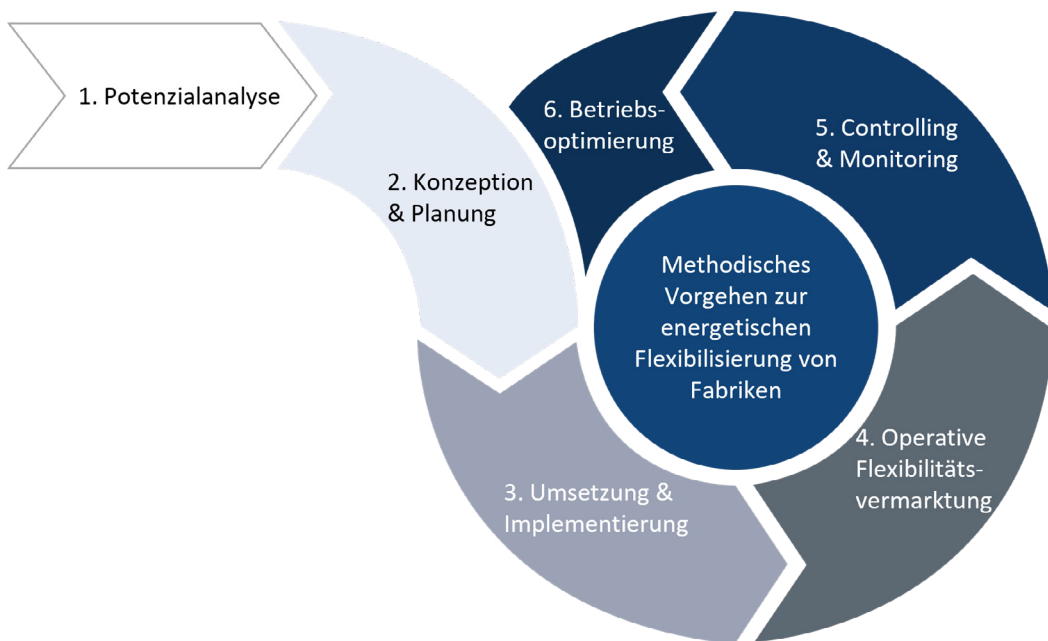 1. Potenzialanalyse
2. Konzeption
& Planung
3. Umsetzung &
Implementierung
4. Operative
Flexibilitäts-
vermarktung
5. Controlling
& Monitoring
6. Betriebs-
optimierung
Methodisches
Vorgehen zur
energetischen
Flexibilisierung von
Fabriken